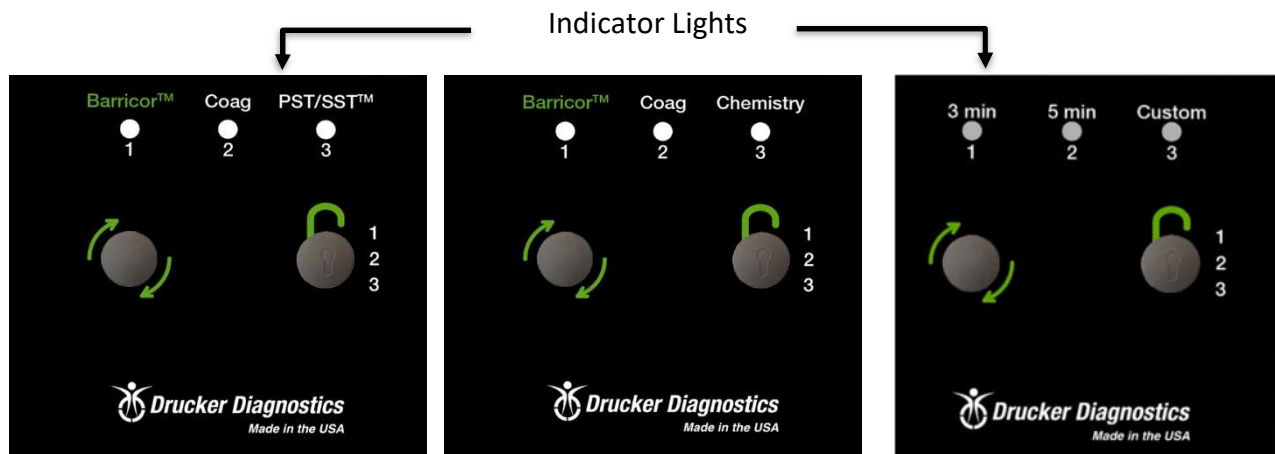 Indicator Lights
Barricor™ Coag PST/SST™
1 2 3
1
2
3
Drucker Diagnostics
Made in the USA
Barricor™ Coag Chemistry
1 2 3
1
2
3
Drucker Diagnostics
Made in the USA
3 min 5 min Custom
1 2 3
1
2
3
Drucker Diagnostics
Made in the USA